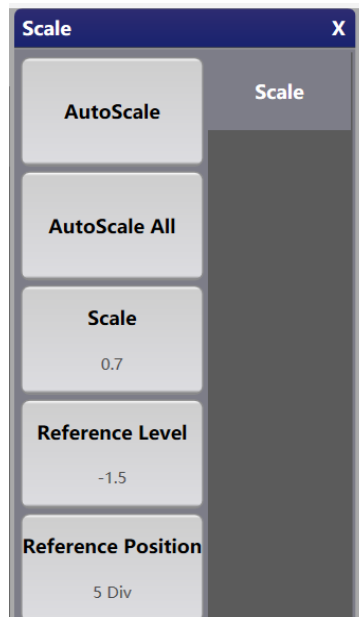 Scale X
AutoScale
Scale
AutoScale All
Scale
0.7
Reference Level
-1.5
Reference Position
5 Div